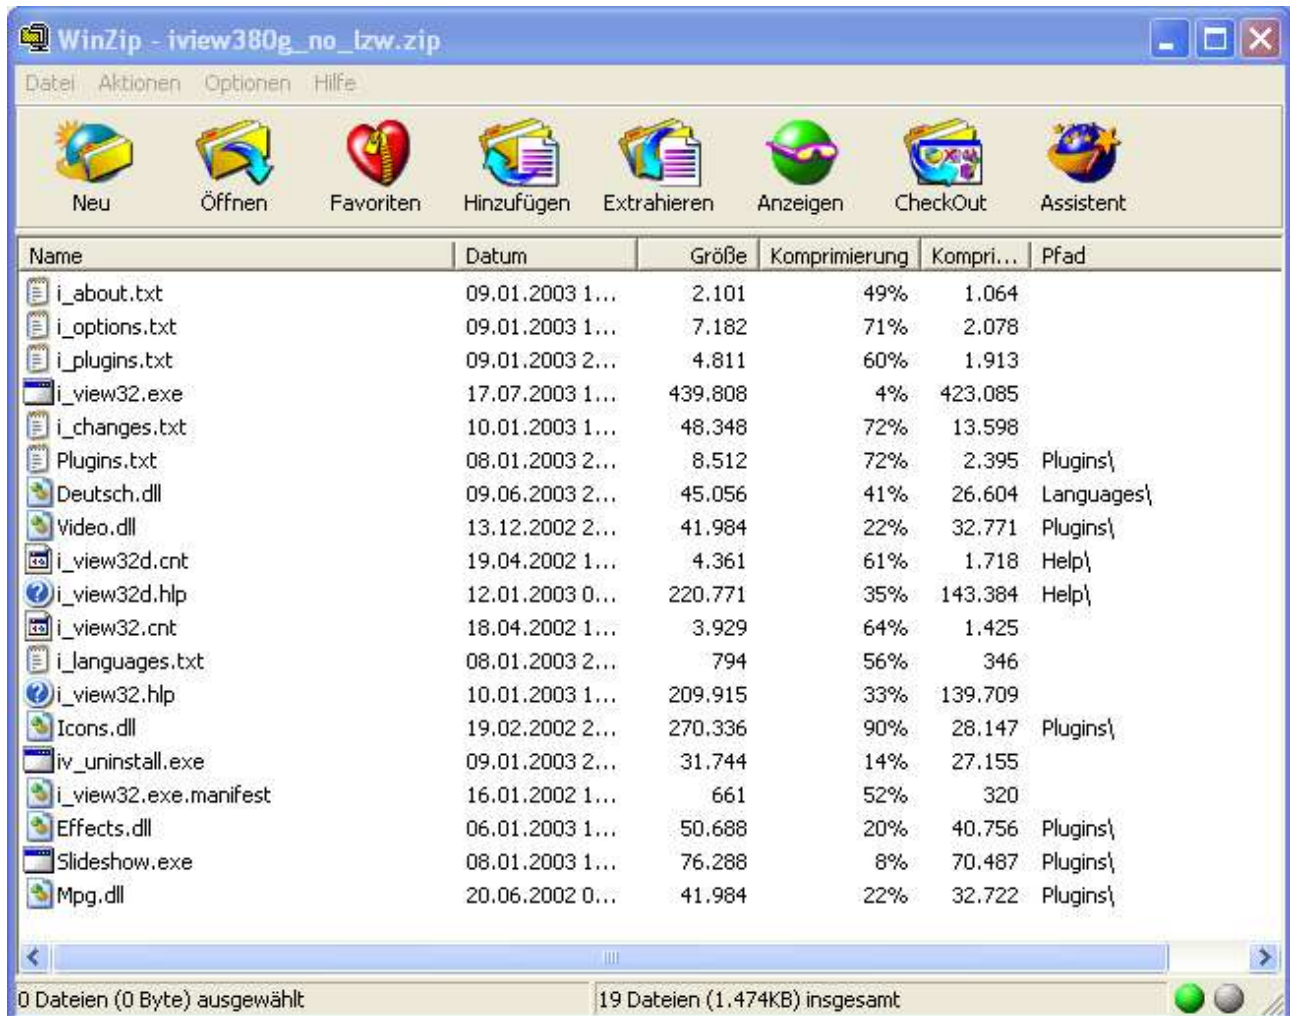 WinZip - iview380g_no_lzw.zip
Datei Aktionen Optionen Hilfe
Neu Öffnen Favoriten Hinzufügen Extrahieren Anzeigen CheckOut Assistent
Name Datum Größe Komprimierung Kompri... Pfad
i_about.txt 09.01.2003 1... 2.101 49% 1.064
i_options.txt 09.01.2003 1... 7.182 71% 2.078
i_plugins.txt 09.01.2003 2... 4.811 60% 1.913
i_view32.exe 17.07.2003 1... 439.808 4% 423.085
i_changes.txt 10.01.2003 1... 48.348 72% 13.598
Plugins.txt 08.01.2003 2... 8.512 72% 2.395 Plugins\
Deutsch.dll 09.06.2003 2... 45.056 41% 26.604 Languages\
Video.dll 13.12.2002 2... 41.984 22% 32.771 Plugins\
i_view32d.cnt 19.04.2002 1... 4.361 61% 1.718 Help\
i_view32d.hlp 12.01.2003 0... 220.771 35% 143.384 Help\
i_view32.cnt 18.04.2002 1... 3.929 64% 1.425
i_languages.txt 08.01.2003 2... 794 56% 346
i_view32.hlp 10.01.2003 1... 209.915 33% 139.709
Icons.dll 19.02.2002 2... 270.336 90% 28.147 Plugins\
iv_uninstall.exe 09.01.2003 2... 31.744 14% 27.155
i_view32.exe.manifest 16.01.2002 1... 661 52% 320
Effects.dll 06.01.2003 1... 50.688 20% 40.756 Plugins\
Slideshow.exe 08.01.2003 1... 76.288 8% 70.487 Plugins\
Mpg.dll 20.06.2002 0... 41.984 22% 32.722 Plugins\
0 Dateien (0 Byte) ausgewählt 19 Dateien (1.474KB) insgesamt